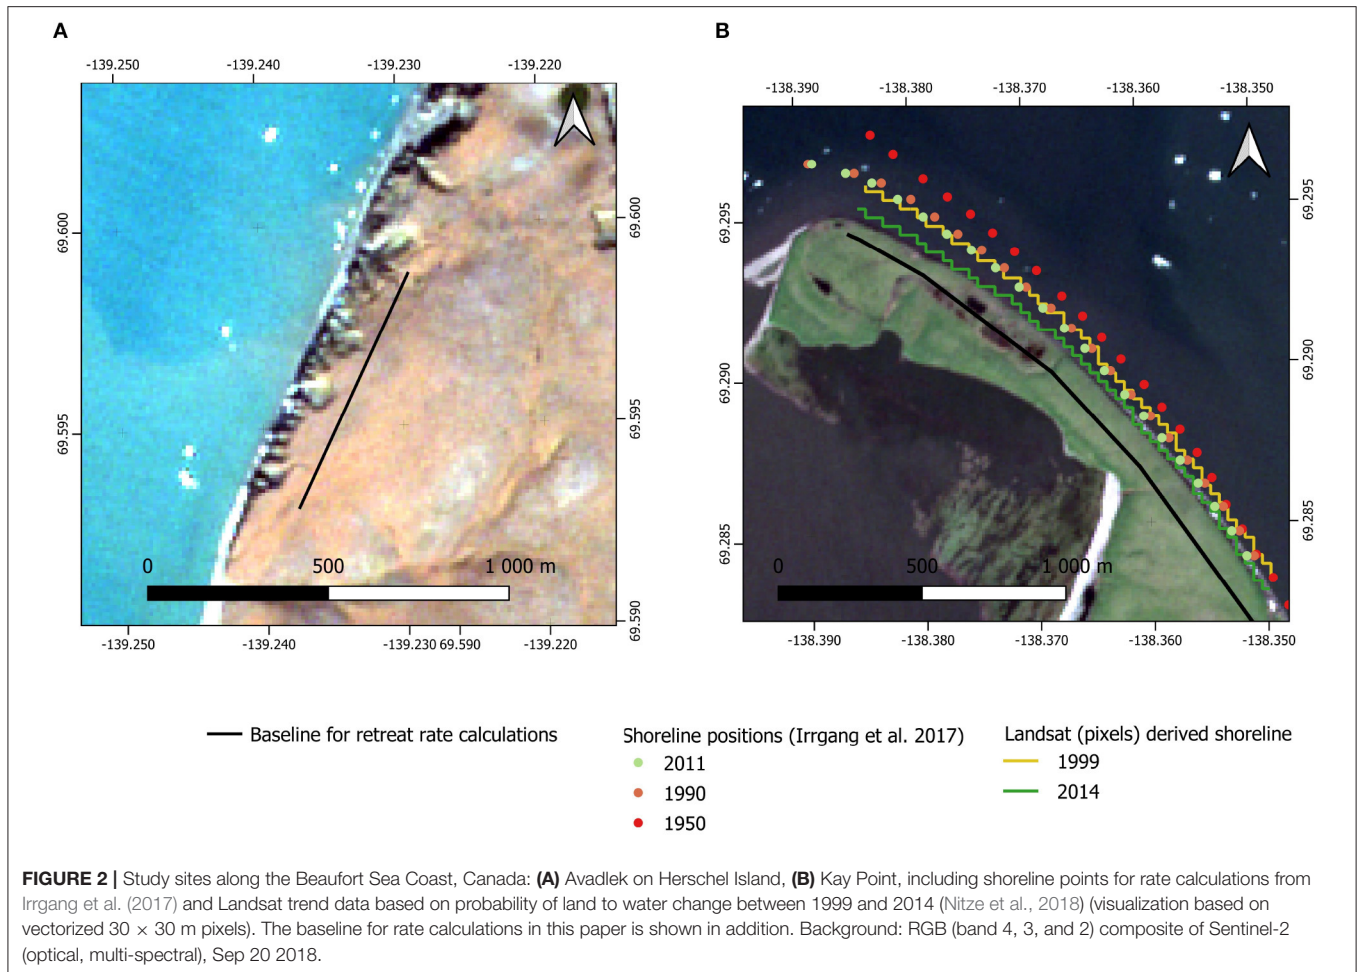 A
-139.250 -139.240 -139.230 -139.220
69.600
69.600
69.595
69.595
0 500 1 000 m
69.590
-139.250 -139.240 -139.230 69.590 -139.220
B
-138.390 -138.380 -138.370 -138.360 -138.350
69.295
69.295
69.290
69.290
69.285
69.285
0 500 1 000 m
-138.390 -138.380 -138.370 -138.360 -138.350
Baseline for retreat rate calculations
Shoreline positions (Irrgang et al. 2017)
2011
1990
1950
Landsat (pixels) derived shoreline
1999
2014
FIGURE 2 | Study sites along the Beaufort Sea Coast, Canada: (A) Avadlek on Herschel Island, (B) Kay Point, including shoreline points for rate calculations from
Irrgang et al. (2017) and Landsat trend data based on probability of land to water change between 1999 and 2014 (Nitze et al., 2018) (visualization based on
vectorized 30 × 30 m pixels). The baseline for rate calculations in this paper is shown in addition. Background: RGB (band 4, 3, and 2) composite of Sentinel-2
(optical, multi-spectral), Sep 20 2018.